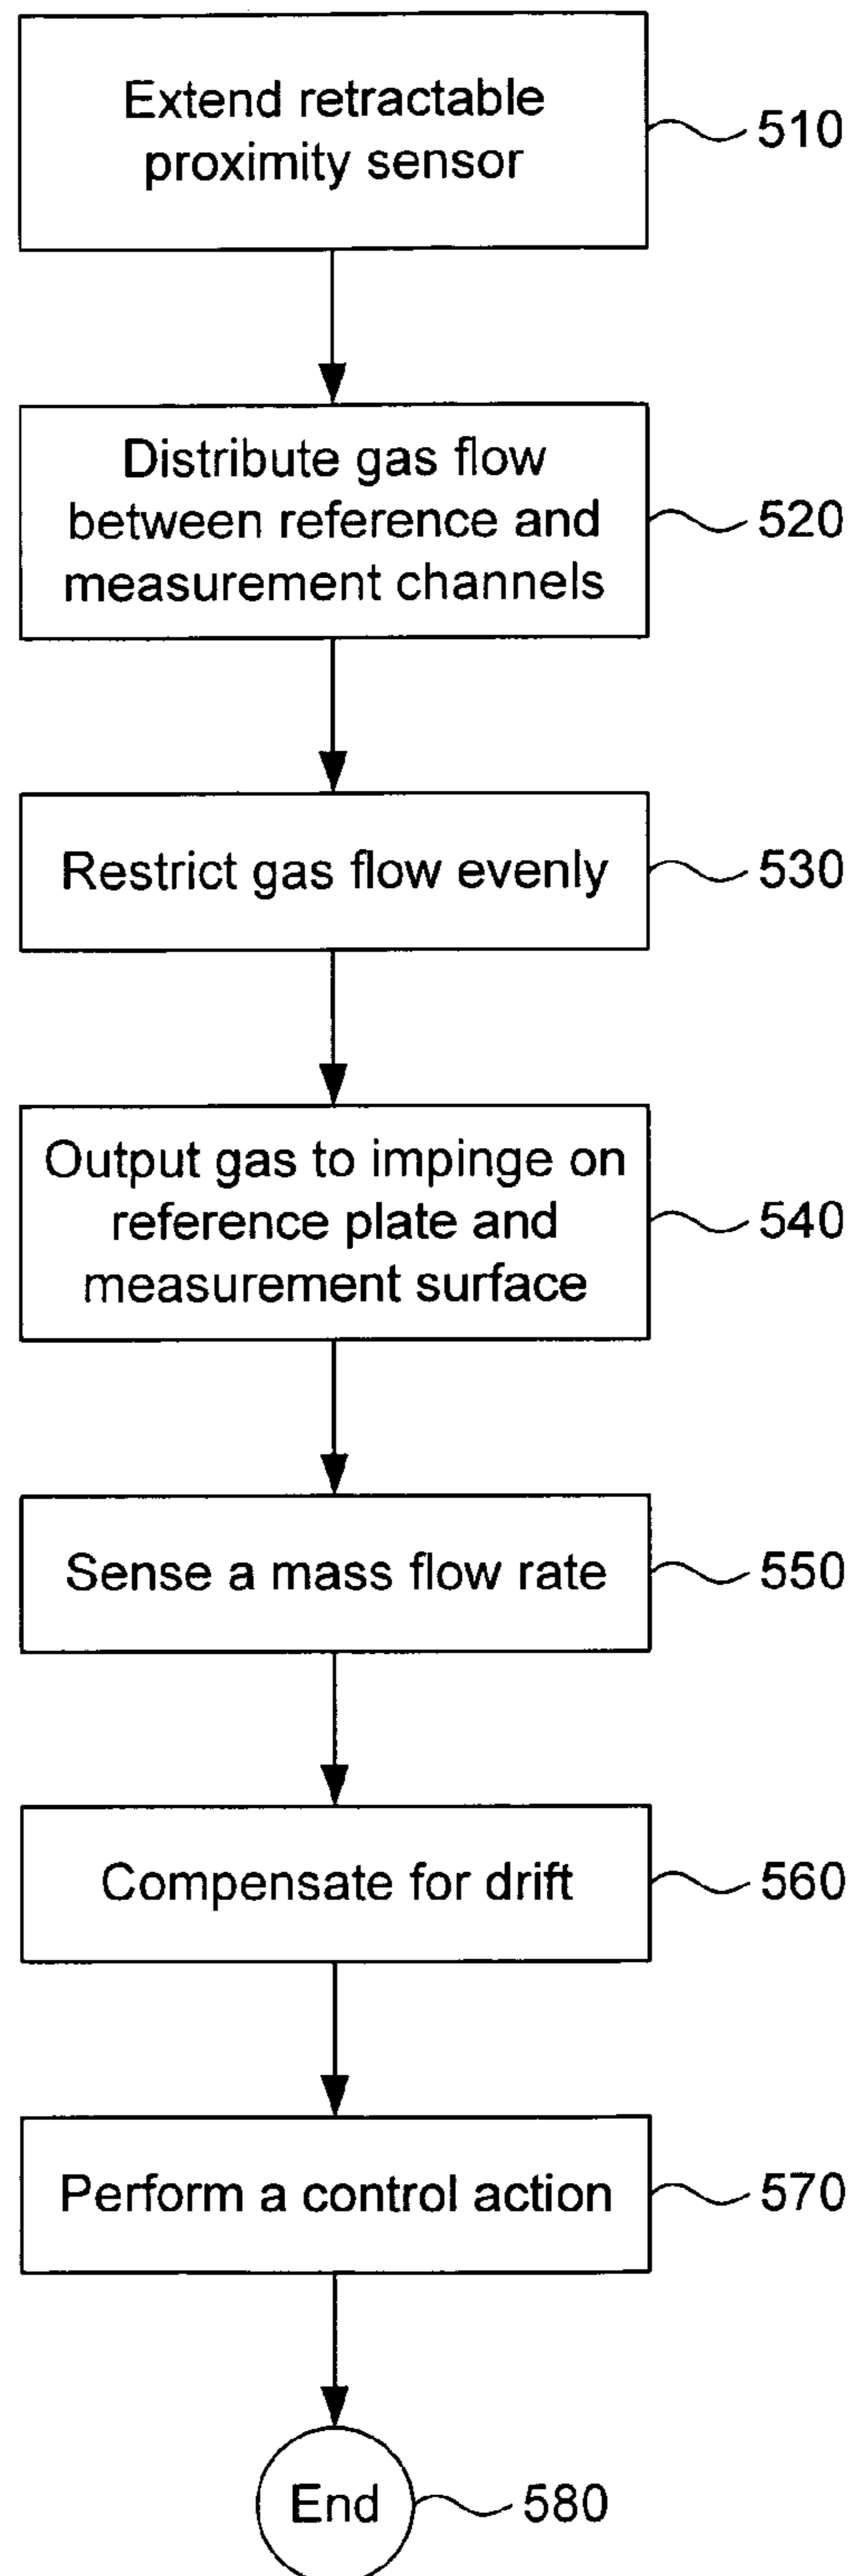 Extend retractable
proximity sensor
510
Distribute gas flow
between reference and
measurement channels
520
Restrict gas flow evenly
530
Output gas to impinge on
reference plate and
measurement surface
540
Sense a mass flow rate
550
Compensate for drift
560
Perform a control action
570
End
580